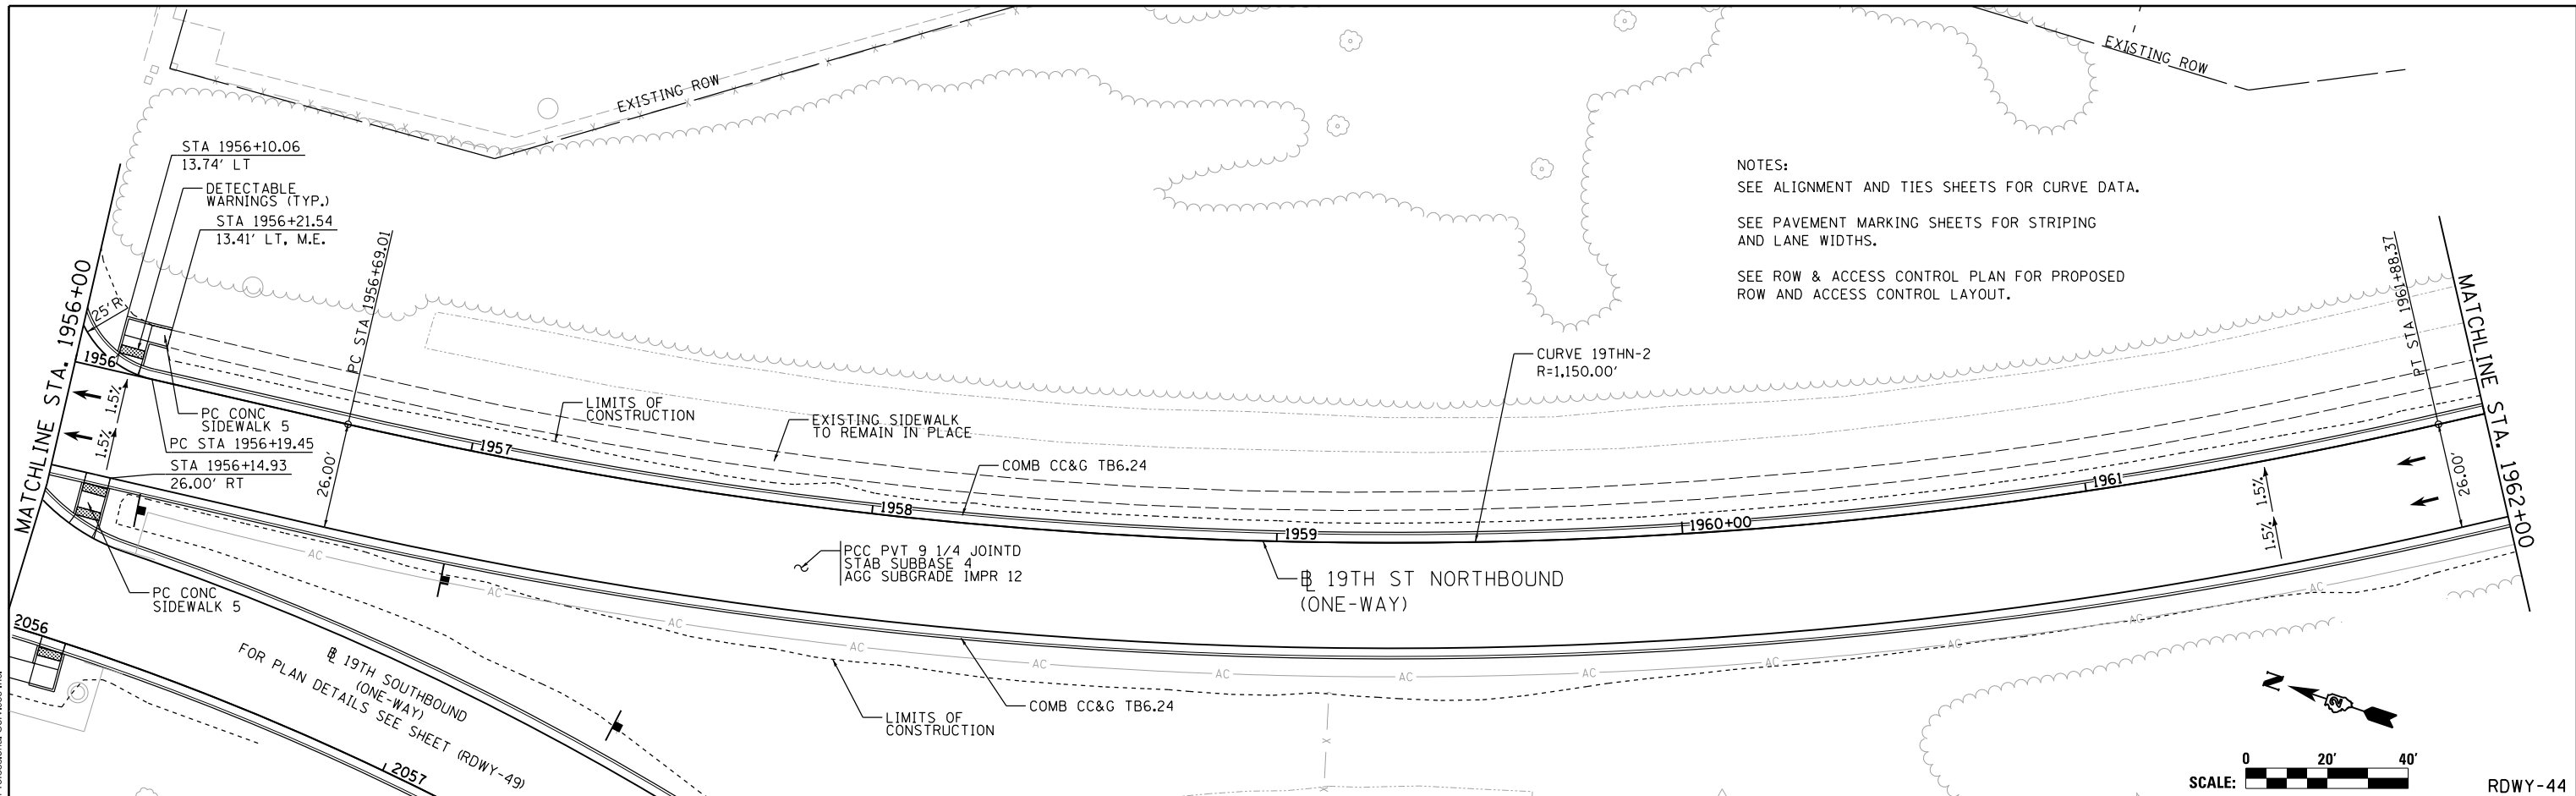 EXISTING ROW
EXISTING ROW
STA 1956+10.06
13.74' LT
DETECTABLE
WARNINGS (TYP.)
STA 1956+21.54
13.41' LT, M.E.
NOTES:
SEE ALIGNMENT AND TIES SHEETS FOR CURVE DATA.
SEE PAVEMENT MARKING SHEETS FOR STRIPING
AND LANE WIDTHS.
SEE ROW & ACCESS CONTROL PLAN FOR PROPOSED
ROW AND ACCESS CONTROL LAYOUT.
MATCHLINE STA. 1956+00
25' R
PC STA 1956+69.01
PT STA 1961+88.37
MATCHLINE STA. 1962+00
1956
CURVE 19THN-2
R=1,150.00'
1.5%
1.5%
PC CONC
SIDEWALK 5
PC STA 1956+19.45
STA 1956+14.93
26.00' RT
26.00'
LIMITS OF
CONSTRUCTION
EXISTING SIDEWALK
TO REMAIN IN PLACE
1957
COMB CC&G TB6.24
1958
1959
1960+00
1961
1.5%
1.5%
26.00'
PCC PVT 9 1/4 JOINTD
STAB SUBBASE 4
AGG SUBGRADE IMPR 12
BL 19TH ST NORTHBOUND
(ONE-WAY)
PC CONC
SIDEWALK 5
AC
AC
AC
AC
AC
AC
AC
AC
AC
AC
AC
AC
2056
BL 19TH SOUTHBOUND
(ONE-WAY)
FOR PLAN DETAILS SEE SHEET (RDWY-49)
2057
LIMITS OF
CONSTRUCTION
COMB CC&G TB6.24
N
2
SCALE:
0 20' 40'
RDWY-44